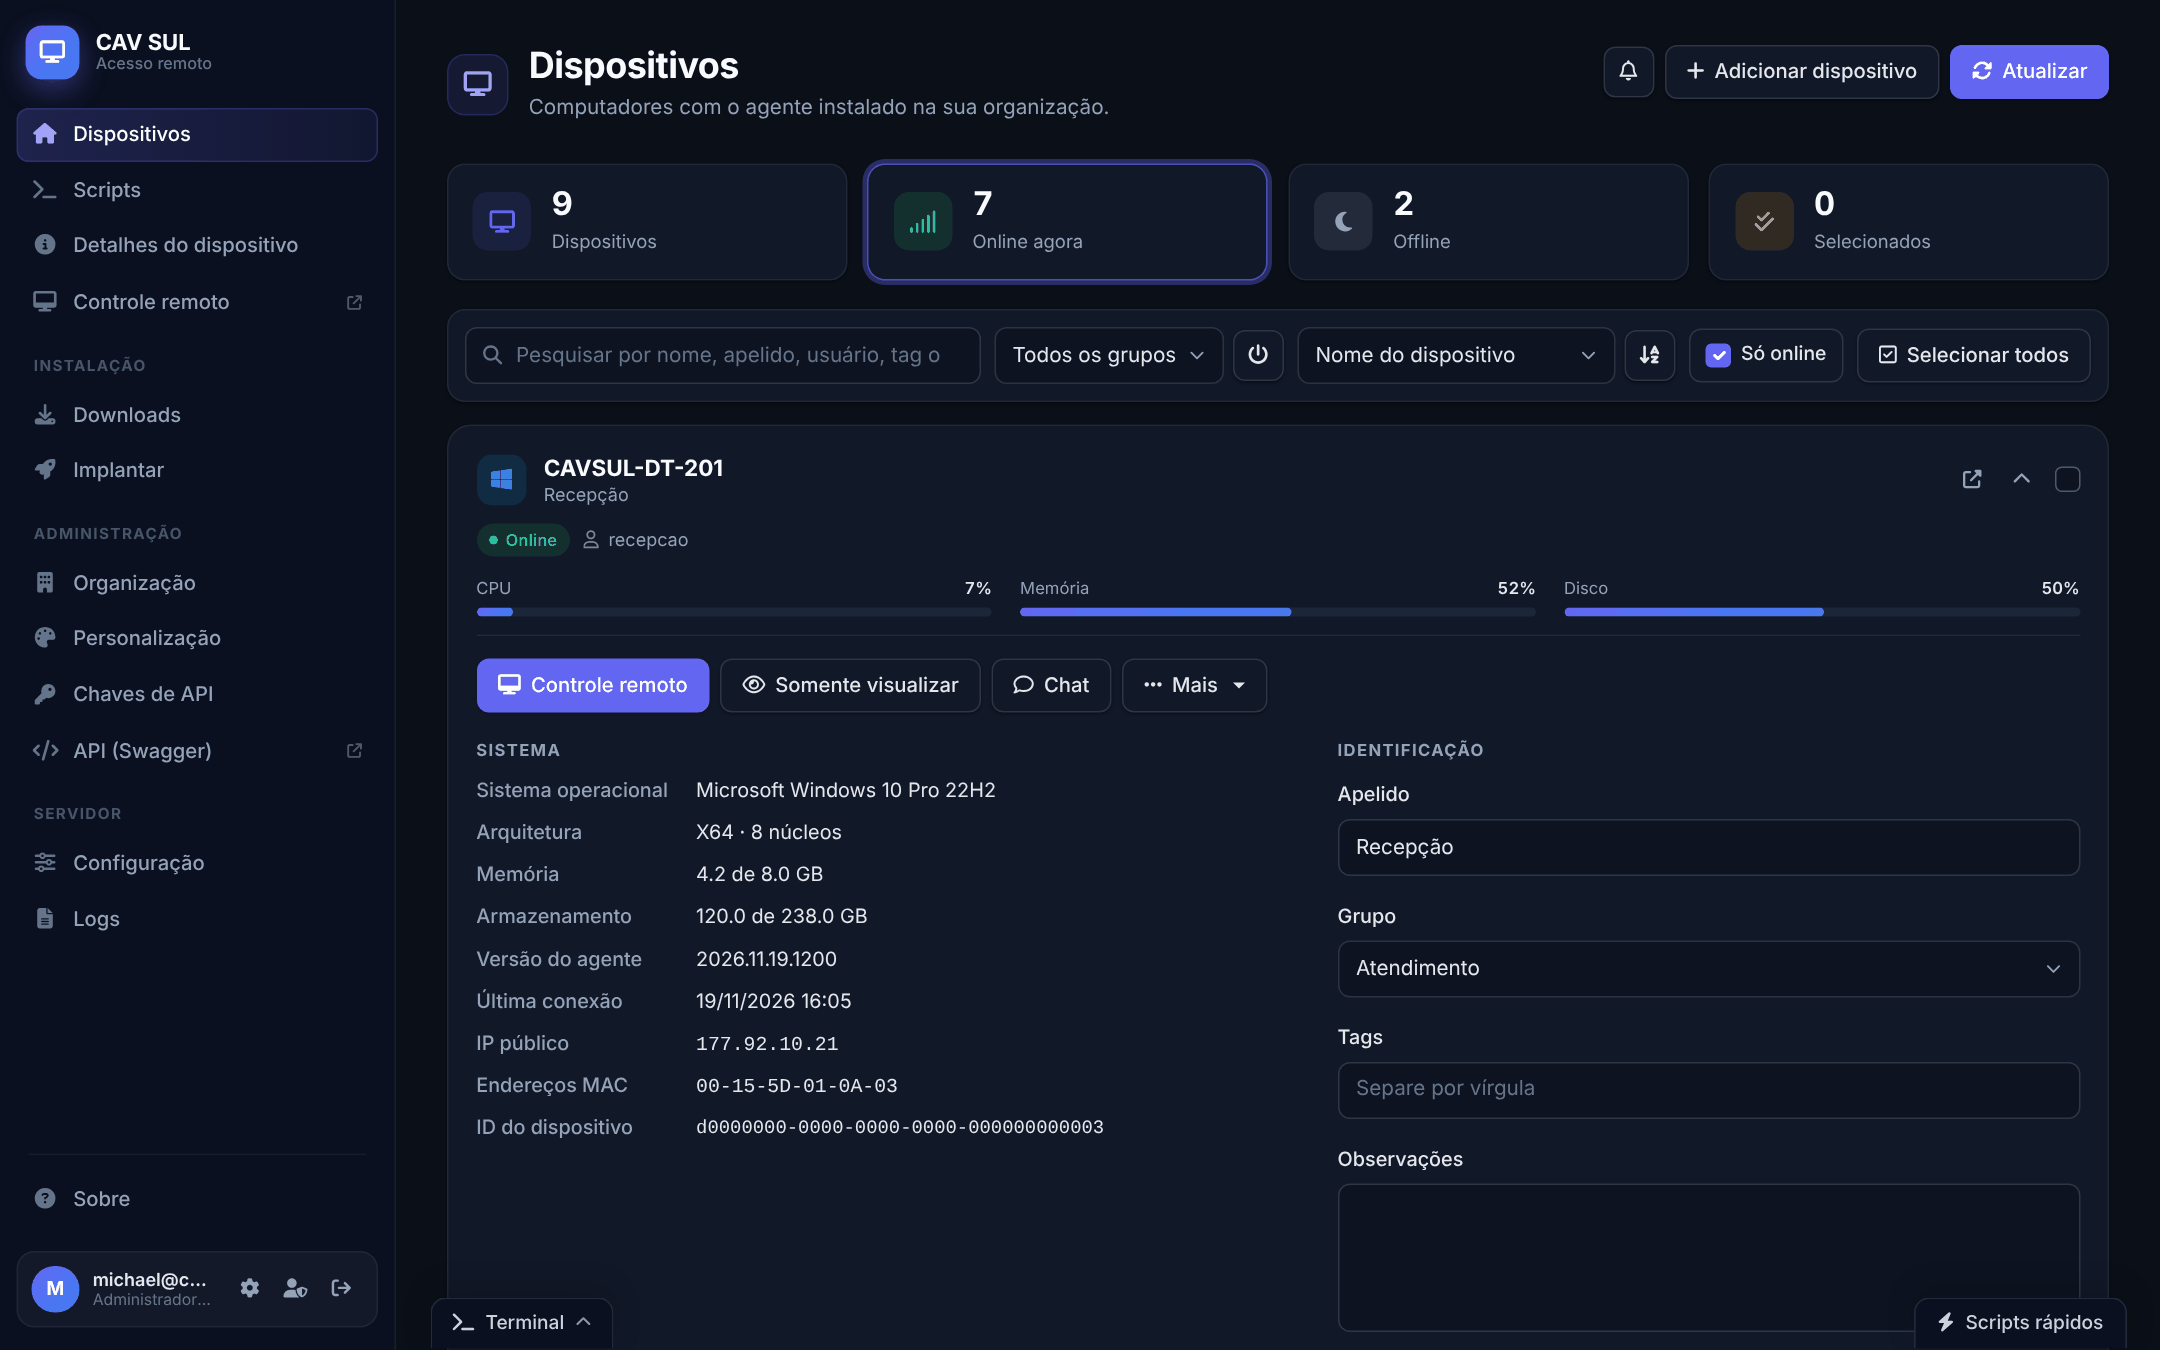 CAV SUL
Acesso remoto
Dispositivos
Scripts
Detalhes do dispositivo
Controle remoto
INSTALAÇÃO
Downloads
Implantar
ADMINISTRAÇÃO
Organização
Personalização
Chaves de API
API (Swagger)
SERVIDOR
Configuração
Logs
Sobre
M
michael@c...
Administrador...
Dispositivos
Computadores com o agente instalado na sua organização.
Adicionar dispositivo
Atualizar
9
Dispositivos
7
Online agora
2
Offline
0
Selecionados
Pesquisar por nome, apelido, usuário, tag o
Todos os grupos
Nome do dispositivo
Só online
Selecionar todos
CAVSUL-DT-201
Recepção
Online
recepcao
CPU 7%
Memória 52%
Disco 50%
Controle remoto
Somente visualizar
Chat
Mais
SISTEMA
Sistema operacional Microsoft Windows 10 Pro 22H2
Arquitetura X64 · 8 núcleos
Memória 4.2 de 8.0 GB
Armazenamento 120.0 de 238.0 GB
Versão do agente 2026.11.19.1200
Última conexão 19/11/2026 16:05
IP público 177.92.10.21
Endereços MAC 00-15-5D-01-0A-03
ID do dispositivo d0000000-0000-0000-0000-000000000003
IDENTIFICAÇÃO
Apelido
Recepção
Grupo
Atendimento
Tags
Separe por vírgula
Observações
Terminal
Scripts rápidos